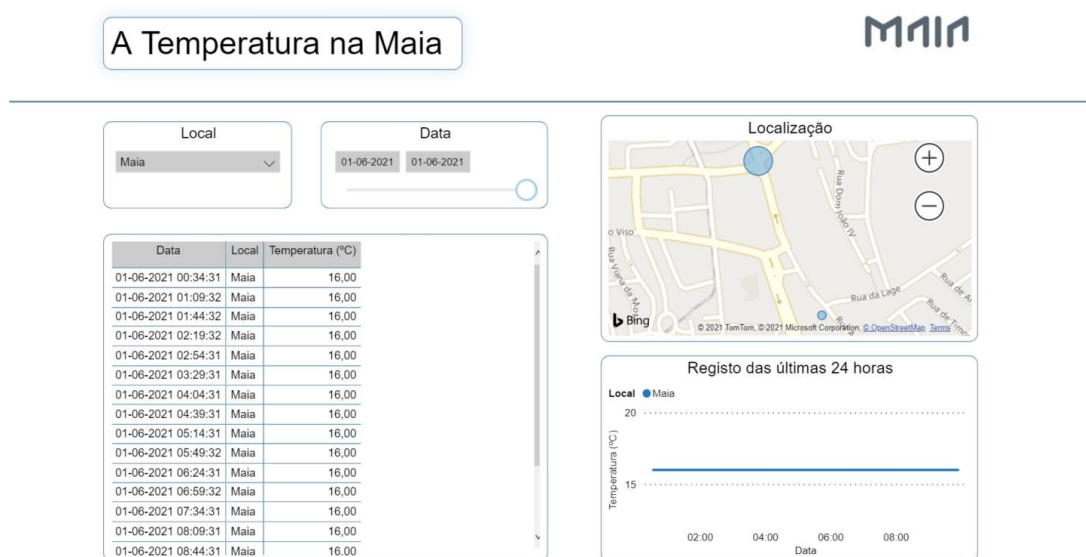 A Temperatura na Maia
MAIA
Local
Maia
Data
01-06-2021 01-06-2021
Data Local Temperatura (ºC)
01-06-2021 00:34:31 Maia 16,00
01-06-2021 01:09:32 Maia 16,00
01-06-2021 01:44:32 Maia 16,00
01-06-2021 02:19:32 Maia 16,00
01-06-2021 02:54:31 Maia 16,00
01-06-2021 03:29:31 Maia 16,00
01-06-2021 04:04:31 Maia 16,00
01-06-2021 04:39:31 Maia 16,00
01-06-2021 05:14:31 Maia 16,00
01-06-2021 05:49:32 Maia 16,00
01-06-2021 06:24:31 Maia 16,00
01-06-2021 06:59:32 Maia 16,00
01-06-2021 07:34:31 Maia 16,00
01-06-2021 08:09:31 Maia 16,00
01-06-2021 08:44:31 Maia 16,00
Localização
Rua Dom João IV
o Viso
Rua Viana da Mo
Rua da Lage
Rua de A
Rua de Timo
Bing
© 2021 TomTom, © 2021 Microsoft Corporation, © OpenStreetMap Terms
Registo das últimas 24 horas
Local Maia
20
Temperatura (ºC)
15
02:00 04:00 06:00 08:00
Data